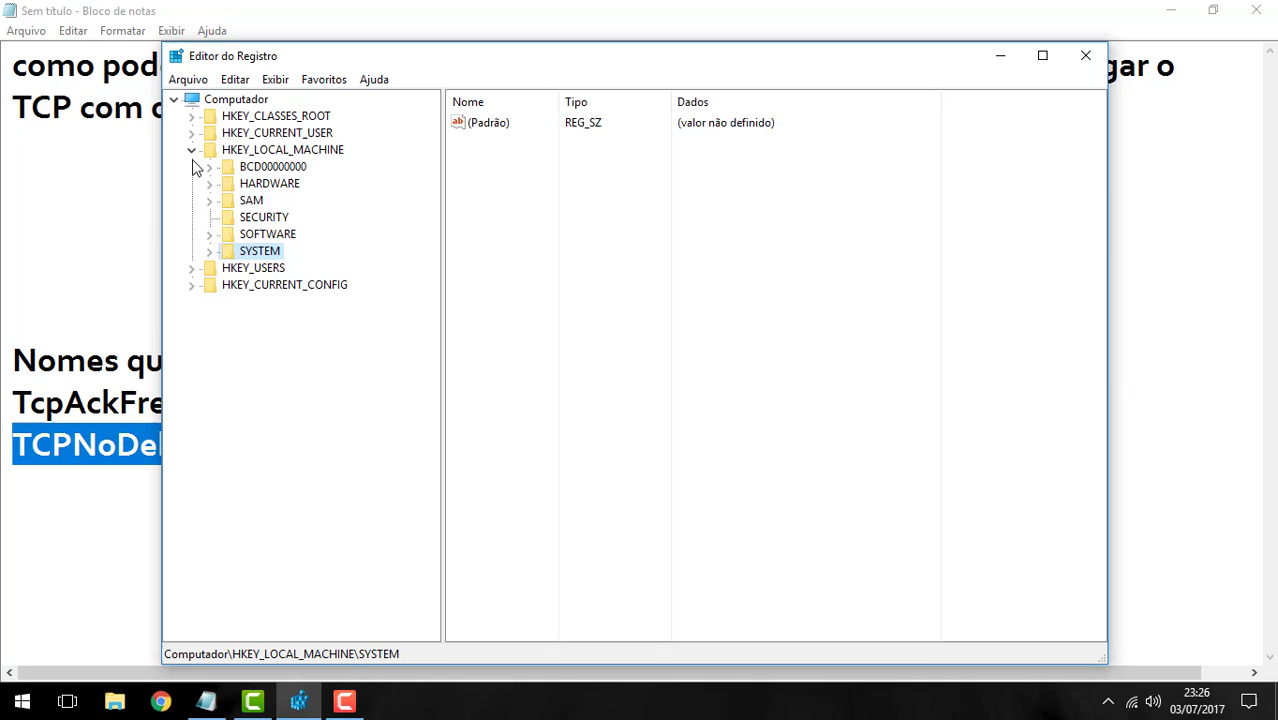 Sem título - Bloco de notas
Arquivo Editar Formatar Exibir Ajuda
como pod
gar o
TCP com
Nomes qu
TcpAckFre
TCPNoDel
Editor do Registro
Arquivo Editar Exibir Favoritos Ajuda
Computador
HKEY_CLASSES_ROOT
HKEY_CURRENT_USER
HKEY_LOCAL_MACHINE
BCD00000000
HARDWARE
SAM
SECURITY
SOFTWARE
SYSTEM
HKEY_USERS
HKEY_CURRENT_CONFIG
Nome Tipo Dados
ab (Padrão) REG_SZ (valor não definido)
Computador\HKEY_LOCAL_MACHINE\SYSTEM
23:26
03/07/2017